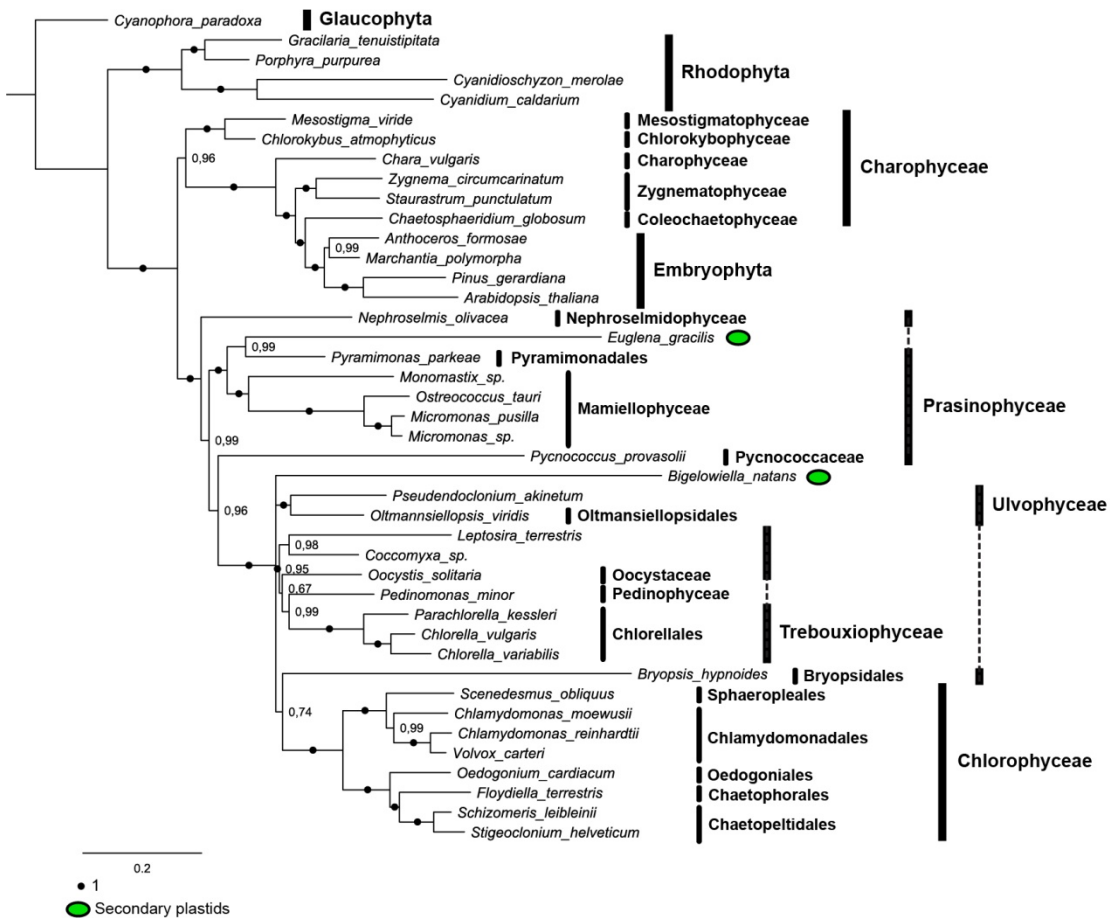 Cyanophora_paradoxa Glaucophyta
Gracilaria_tenuistipitata
Porphyra_purpurea
Rhodophyta
Cyanidioschyzon_merolae
Cyanidium_caldarium
Mesostigma_viride Mesostigmatophyceae
Chlorokybus_atmophyticus Chlorokybophyceae
0,96
Chara_vulgaris Charophyceae
Charophyceae
Zygnema_circumcarinatum
Zygnematophyceae
Staurastrum_punctulatum
Chaetosphaeridium_globosum Coleochaetophyceae
Anthoceros_formosae
0,99
Marchantia_polymorpha
Embryophyta
Pinus_gerardiana
Arabidopsis_thaliana
Nephroselmis_olivacea Nephroselmidophyceae
Euglena_gracilis
0,99
Pyramimonas_parkeae Pyramimonadales
Monomastix_sp.
Ostreococcus_tauri
Mamiellophyceae Prasinophyceae
Micromonas_pusilla
Micromonas_sp.
0,99
Pycnococcus_provasolii Pycnococcaceae
Bigelowiella_natans
Pseudendoclonium_akinetum
Ulvophyceae
0,96
Oltmannsiellopsis_viridis Oltmansiellopsidales
Leptosira_terrestris
0,98
Coccomyxa_sp.
0,95
Oocystis_solitaria Oocystaceae
0,67
Pedinomonas_minor Pedinophyceae
0,99
Parachlorella_kessleri
Chlorella_vulgaris Chlorellales Trebouxiophyceae
Chlorella_variabilis
Bryopsis_hypnoides Bryopsidales
Scenedesmus_obliquus Sphaeropleales
0,74
Chlamydomonas_moewusii
0,99
Chlamydomonas_reinhardtii Chlamydomonadales
Volvox_carteri
Chlorophyceae
Oedogonium_cardiacum Oedogoniales
Floydiella_terrestris Chaetophorales
Schizomeris_leibleinii
Chaetopeltidales
Stigeoclonium_helveticum
0.2
1
Secondary plastids